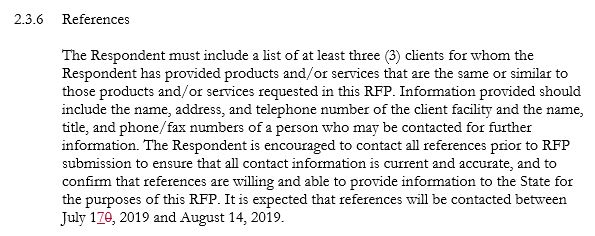 2.3.6 References
The Respondent must include a list of at least three (3) clients for whom the
Respondent has provided products and/or services that are the same or similar to
those products and/or services requested in this RFP. Information provided should
include the name, address, and telephone number of the client facility and the name,
title, and phone/fax numbers of a person who may be contacted for further
information. The Respondent is encouraged to contact all references prior to RFP
submission to ensure that all contact information is current and accurate, and to
confirm that references are willing and able to provide information to the State for
the purposes of this RFP. It is expected that references will be contacted between
July 170, 2019 and August 14, 2019.